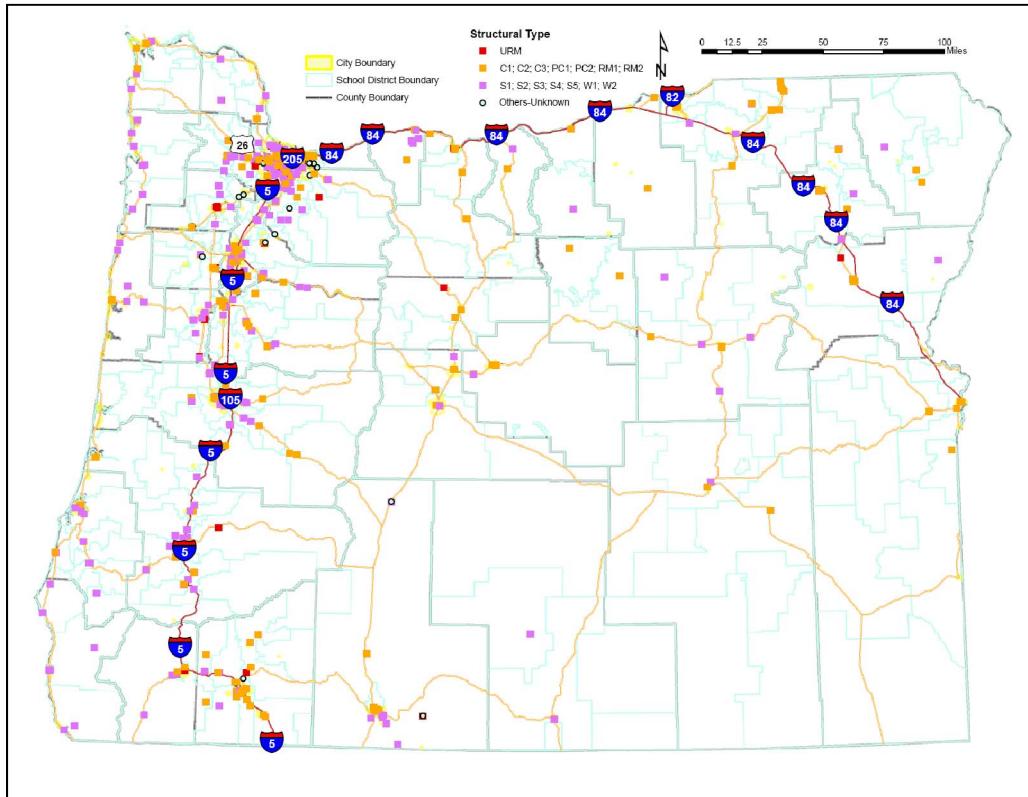 Structural Type
URM
C1; C2; C3; PC1; PC2; RM1; RM2
S1; S2; S3; S4; S5; W1; W2
Others-Unknown
City Boundary
School District Boundary
County Boundary
N
0 12.5 25 50 75 100
Miles
82
84
84
84
84
84
84
84
84
26
205
5
5
5
105
5
5
5
5